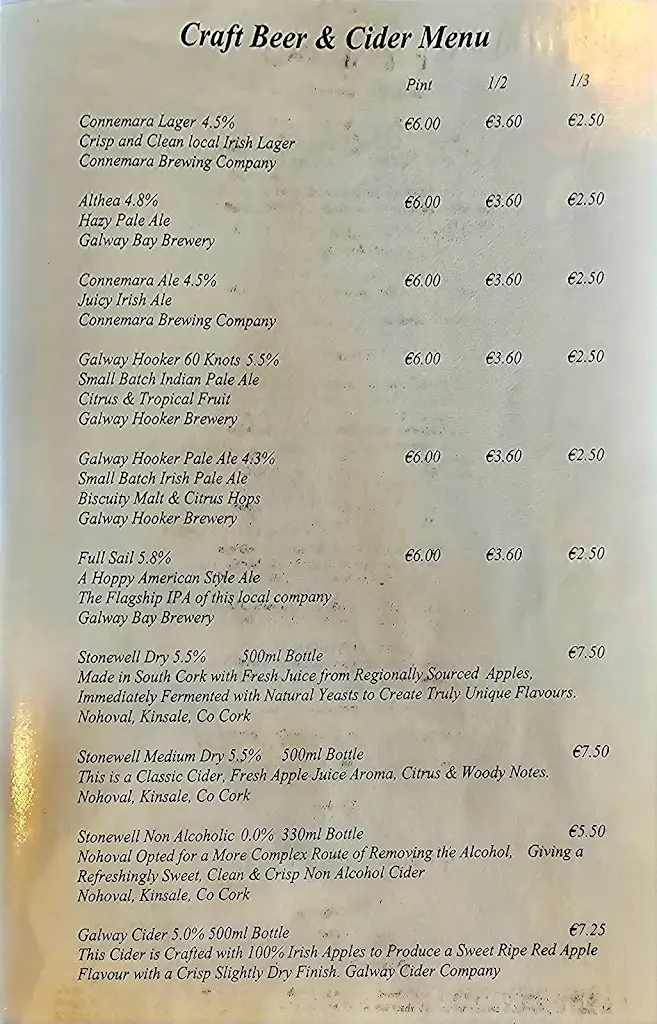 Craft Beer & Cider Menu
Pint 1/2 1/3
Connemara Lager 4.5% €6.00 €3.60 €2.50
Crisp and Clean local Irish Lager
Connemara Brewing Company
Althea 4.8% €6.00 €3.60 €2.50
Hazy Pale Ale
Galway Bay Brewery
Connemara Ale 4.5% €6.00 €3.60 €2.50
Juicy Irish Ale
Connemara Brewing Company
Galway Hooker 60 Knots 5.5% €6.00 €3.60 €2.50
Small Batch Indian Pale Ale
Citrus & Tropical Fruit
Galway Hooker Brewery
Galway Hooker Pale Ale 4.3% €6.00 €3.60 €2.50
Small Batch Irish Pale Ale
Biscuity Malt & Citrus Hops
Galway Hooker Brewery
Full Sail 5.8% €6.00 €3.60 €2.50
A Hoppy American Style Ale
The Flagship IPA of this local company
Galway Bay Brewery
Stonewell Dry 5.5% 500ml Bottle €7.50
Made in South Cork with Fresh Juice from Regionally Sourced Apples,
Immediately Fermented with Natural Yeasts to Create Truly Unique Flavours.
Nohoval, Kinsale, Co Cork
Stonewell Medium Dry 5.5% 500ml Bottle €7.50
This is a Classic Cider, Fresh Apple Juice Aroma, Citrus & Woody Notes.
Nohoval, Kinsale, Co Cork
Stonewell Non Alcoholic 0.0% 330ml Bottle €5.50
Nohoval Opted for a More Complex Route of Removing the Alcohol, Giving a
Refreshingly Sweet, Clean & Crisp Non Alcohol Cider
Nohoval, Kinsale, Co Cork
Galway Cider 5.0% 500ml Bottle €7.25
This Cider is Crafted with 100% Irish Apples to Produce a Sweet Ripe Red Apple
Flavour with a Crisp Slightly Dry Finish. Galway Cider Company